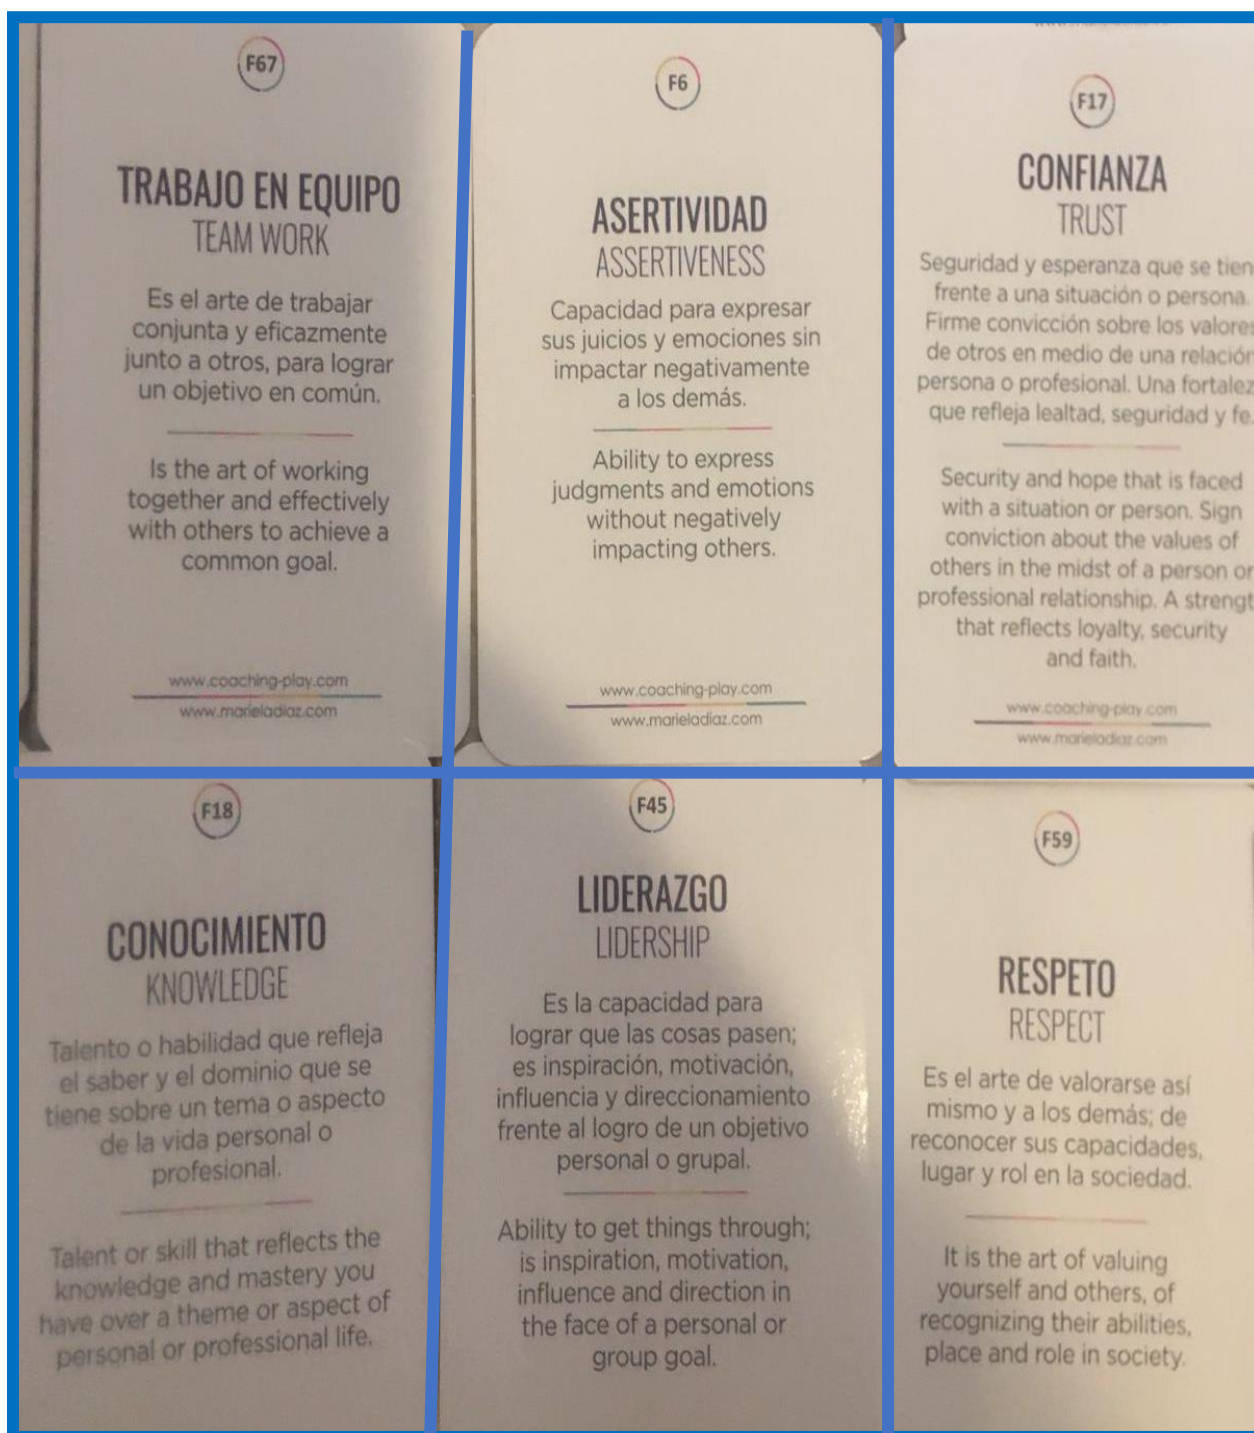 F67
TRABAJO EN EQUIPO
TEAM WORK
Es el arte de trabajar
conjunta y eficazmente
junto a otros, para lograr
un objetivo en común.
Is the art of working
together and effectively
with others to achieve a
common goal.
www.coaching-play.com
www.marieladiaz.com
F6
ASERTIVIDAD
ASSERTIVENESS
Capacidad para expresar
sus juicios y emociones sin
impactar negativamente
a los demás.
Ability to express
judgments and emotions
without negatively
impacting others.
www.coaching-play.com
www.marieladiaz.com
F17
CONFIANZA
TRUST
Seguridad y esperanza que se tien
frente a una situación o persona.
Firme convicción sobre los valores
de otros en medio de una relación
persona o profesional. Una fortalez
que refleja lealtad, seguridad y fe.
Security and hope that is faced
with a situation or person. Sign
conviction about the values of
others in the midst of a person or
professional relationship. A strengt
that reflects loyalty, security
and faith.
www.coaching-play.com
www.marieladiaz.com
F18
CONOCIMIENTO
KNOWLEDGE
Talento o habilidad que refleja
el saber y el dominio que se
tiene sobre un tema o aspecto
de la vida personal o
profesional.
Talent or skill that reflects the
knowledge and mastery you
have over a theme or aspect of
personal or professional life.
F45
LIDERAZGO
LIDERSHIP
Es la capacidad para
lograr que las cosas pasen;
es inspiración, motivación,
influencia y direccionamiento
frente al logro de un objetivo
personal o grupal.
Ability to get things through;
is inspiration, motivation,
influence and direction in
the face of a personal or
group goal.
F59
RESPETO
RESPECT
Es el arte de valorarse así
mismo y a los demás; de
reconocer sus capacidades,
lugar y rol en la sociedad.
It is the art of valuing
yourself and others, of
recognizing their abilities,
place and role in society.